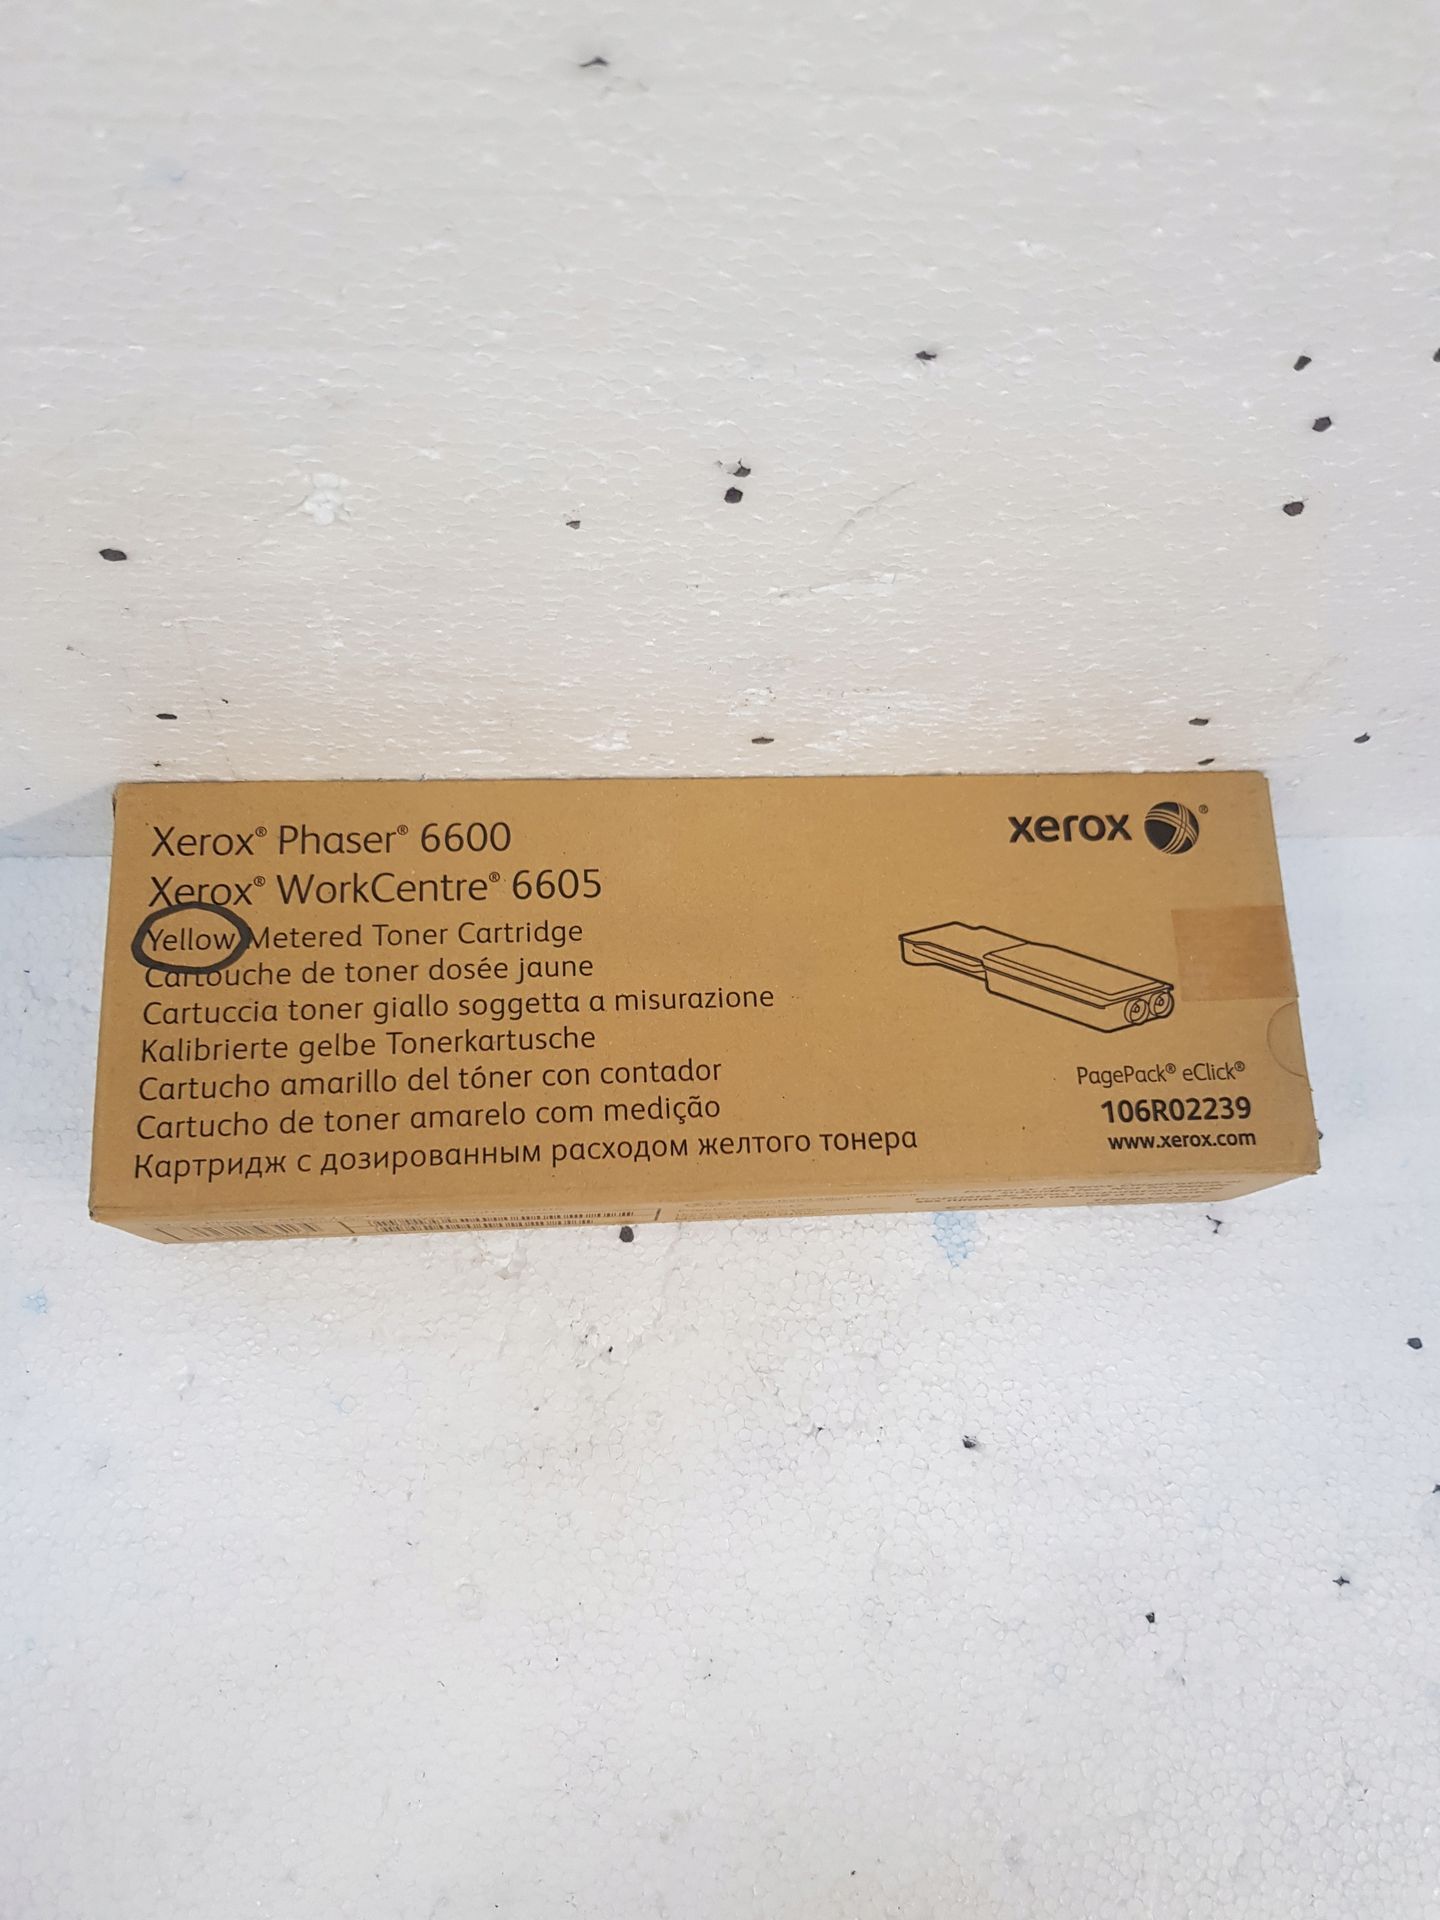 Xerox® Phaser® 6600
Xerox® WorkCentre® 6605
Yellow Metered Toner Cartridge
Cartouche de toner dosée jaune
Cartuccia toner giallo soggetta a misurazione
Kalibrierte gelbe Tonerkartusche
Cartucho amarillo del tóner con contador
Cartucho de toner amarelo com medição
Картридж с дозированным расходом желтого тонера
xerox®
PagePack® eClick®
106R02239
www.xerox.com